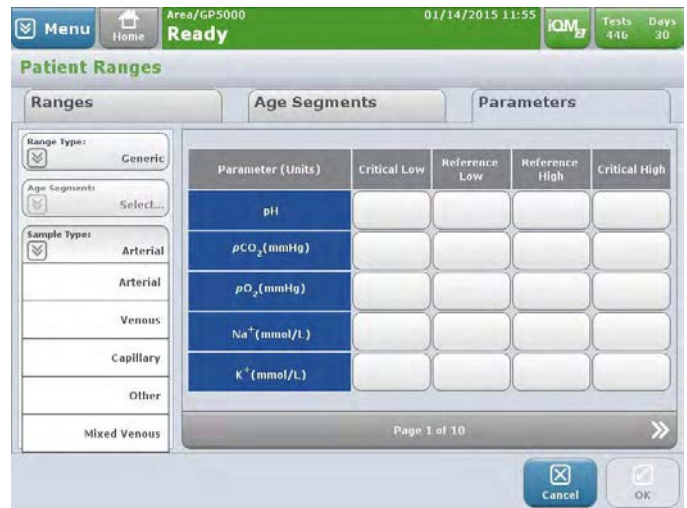 Menu
Home
Area/GP5000
01/14/2015 11:55
Ready
iQM2
Tests Days
446 30
Patient Ranges
Ranges
Age Segments
Parameters
Range Type:
Generic
Age Segment:
Select...
Sample Type:
Arterial
Arterial
Venous
Capillary
Other
Mixed Venous
Parameter (Units)
Critical Low
Reference
Low
Reference
High
Critical High
pH
pCO2(mmHg)
pO2(mmHg)
Na+(mmol/L)
K+(mmol/L)
Page 1 of 10
Cancel
OK